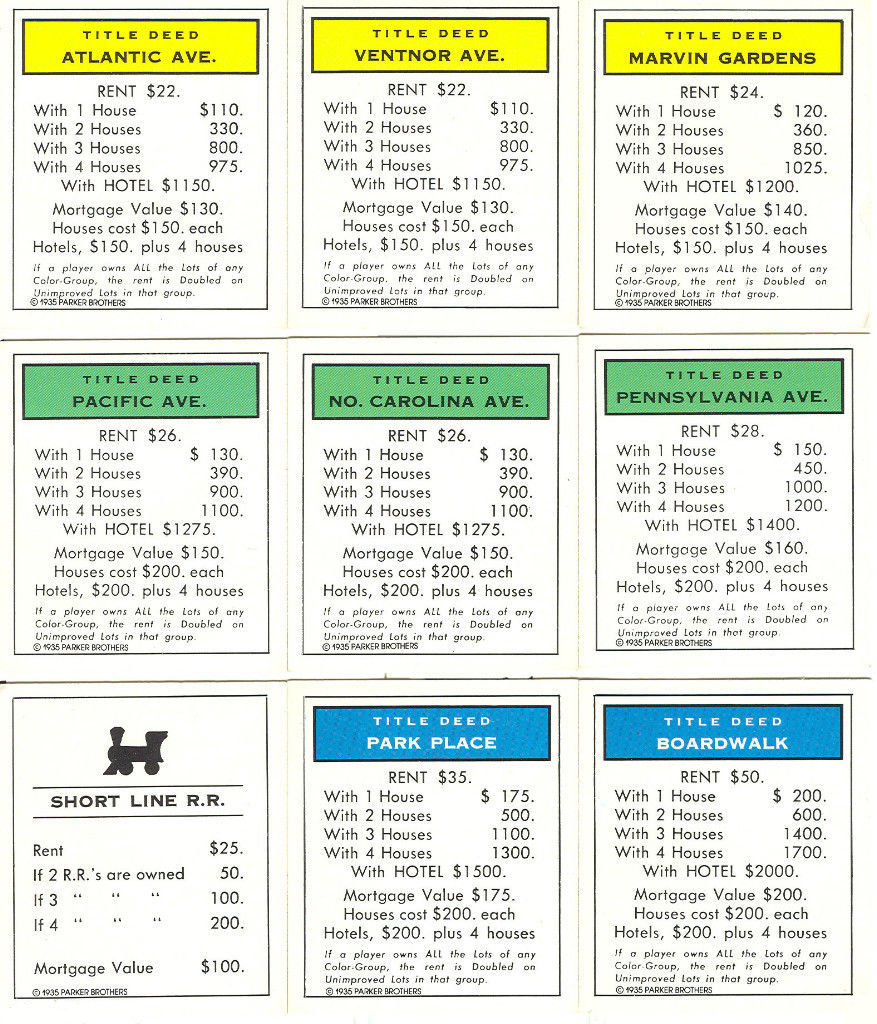 TITLE DEED
ATLANTIC AVE.
RENT $22.
With 1 House $110.
With 2 Houses 330.
With 3 Houses 800.
With 4 Houses 975.
With HOTEL $1150.
Mortgage Value $130.
Houses cost $150. each
Hotels, $150. plus 4 houses
If a player owns ALL the Lots of any
Color-Group, the rent is Doubled on
Unimproved Lots in that group.
© 1935 PARKER BROTHERS
TITLE DEED
VENTNOR AVE.
RENT $22.
With 1 House $110.
With 2 Houses 330.
With 3 Houses 800.
With 4 Houses 975.
With HOTEL $1150.
Mortgage Value $130.
Houses cost $150. each
Hotels, $150. plus 4 houses
If a player owns ALL the Lots of any
Color-Group, the rent is Doubled on
Unimproved Lots in that group.
© 1935 PARKER BROTHERS
TITLE DEED
MARVIN GARDENS
RENT $24.
With 1 House $ 120.
With 2 Houses 360.
With 3 Houses 850.
With 4 Houses 1025.
With HOTEL $1200.
Mortgage Value $140.
Houses cost $150. each
Hotels, $150. plus 4 houses
If a player owns ALL the Lots of any
Color-Group, the rent is Doubled on
Unimproved Lots in that group.
© 1935 PARKER BROTHERS
TITLE DEED
PACIFIC AVE.
RENT $26.
With 1 House $ 130.
With 2 Houses 390.
With 3 Houses 900.
With 4 Houses 1100.
With HOTEL $1275.
Mortgage Value $150.
Houses cost $200. each
Hotels, $200. plus 4 houses
If a player owns ALL the Lots of any
Color-Group, the rent is Doubled on
Unimproved Lots in that group.
© 1935 PARKER BROTHERS
TITLE DEED
NO. CAROLINA AVE.
RENT $26.
With 1 House $ 130.
With 2 Houses 390.
With 3 Houses 900.
With 4 Houses 1100.
With HOTEL $1275.
Mortgage Value $150.
Houses cost $200. each
Hotels, $200. plus 4 houses
If a player owns ALL the Lots of any
Color-Group, the rent is Doubled on
Unimproved Lots in that group.
© 1935 PARKER BROTHERS
TITLE DEED
PENNSYLVANIA AVE.
RENT $28.
With 1 House $ 150.
With 2 Houses 450.
With 3 Houses 1000.
With 4 Houses 1200.
With HOTEL $1400.
Mortgage Value $160.
Houses cost $200. each
Hotels, $200. plus 4 houses
If a player owns ALL the Lots of any
Color-Group, the rent is Doubled on
Unimproved Lots in that group.
© 1935 PARKER BROTHERS
SHORT LINE R.R.
Rent $25.
If 2 R.R.'s are owned 50.
If 3 “ “ “ 100.
If 4 “ “ “ 200.
Mortgage Value $100.
© 1935 PARKER BROTHERS
TITLE DEED
PARK PLACE
RENT $35.
With 1 House $ 175.
With 2 Houses 500.
With 3 Houses 1100.
With 4 Houses 1300.
With HOTEL $1500.
Mortgage Value $175.
Houses cost $200. each
Hotels, $200. plus 4 houses
If a player owns ALL the Lots of any
Color-Group, the rent is Doubled on
Unimproved Lots in that group.
© 1935 PARKER BROTHERS
TITLE DEED
BOARDWALK
RENT $50.
With 1 House $ 200.
With 2 Houses 600.
With 3 Houses 1400.
With 4 Houses 1700.
With HOTEL $2000.
Mortgage Value $200.
Houses cost $200. each
Hotels, $200. plus 4 houses
If a player owns ALL the Lots of any
Color-Group, the rent is Doubled on
Unimproved Lots in that group.
© 1935 PARKER BROTHERS